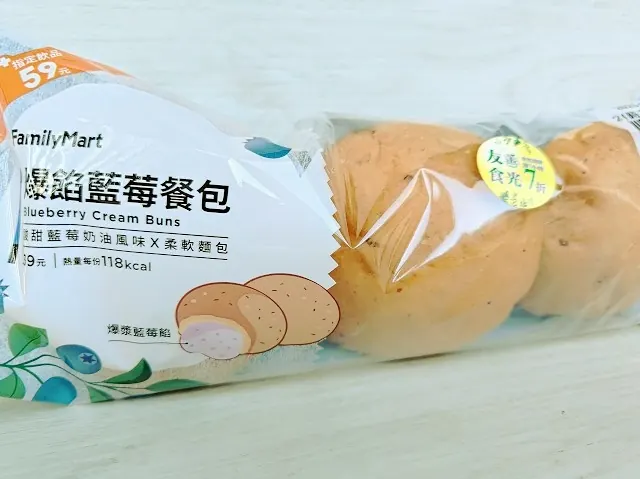 指定飲品
59元
FamilyMart
爆餡藍莓餐包
Blueberry Cream Buns
甜藍莓奶油風味X柔軟麵包
9元 | 熱量每份118kcal
爆漿藍莓餡
友善
食光
7折